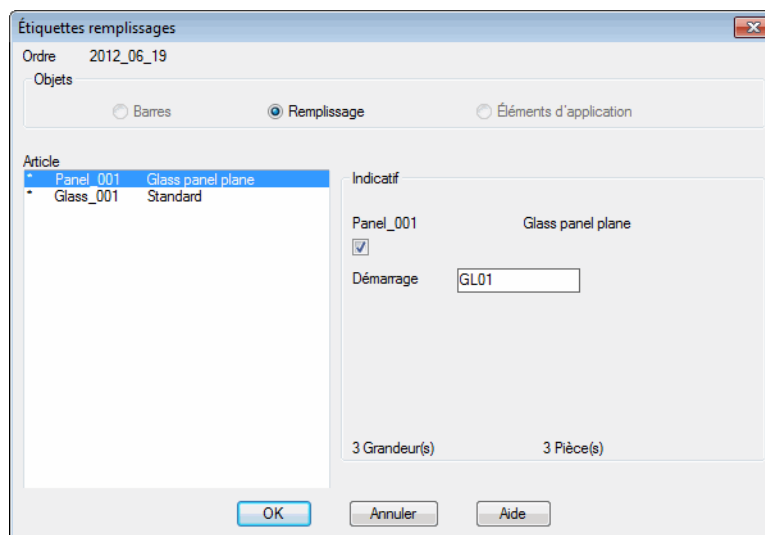 Étiquettes remplissages
Ordre 2012_06_19
Objets
Barres Remplissage Éléments d'application
Article
* Panel_001 Glass panel plane
* Glass_001 Standard
Indicatif
Panel_001 Glass panel plane
Démarrage GL01
3 Grandeur(s) 3 Pièce(s)
OK Annuler Aide